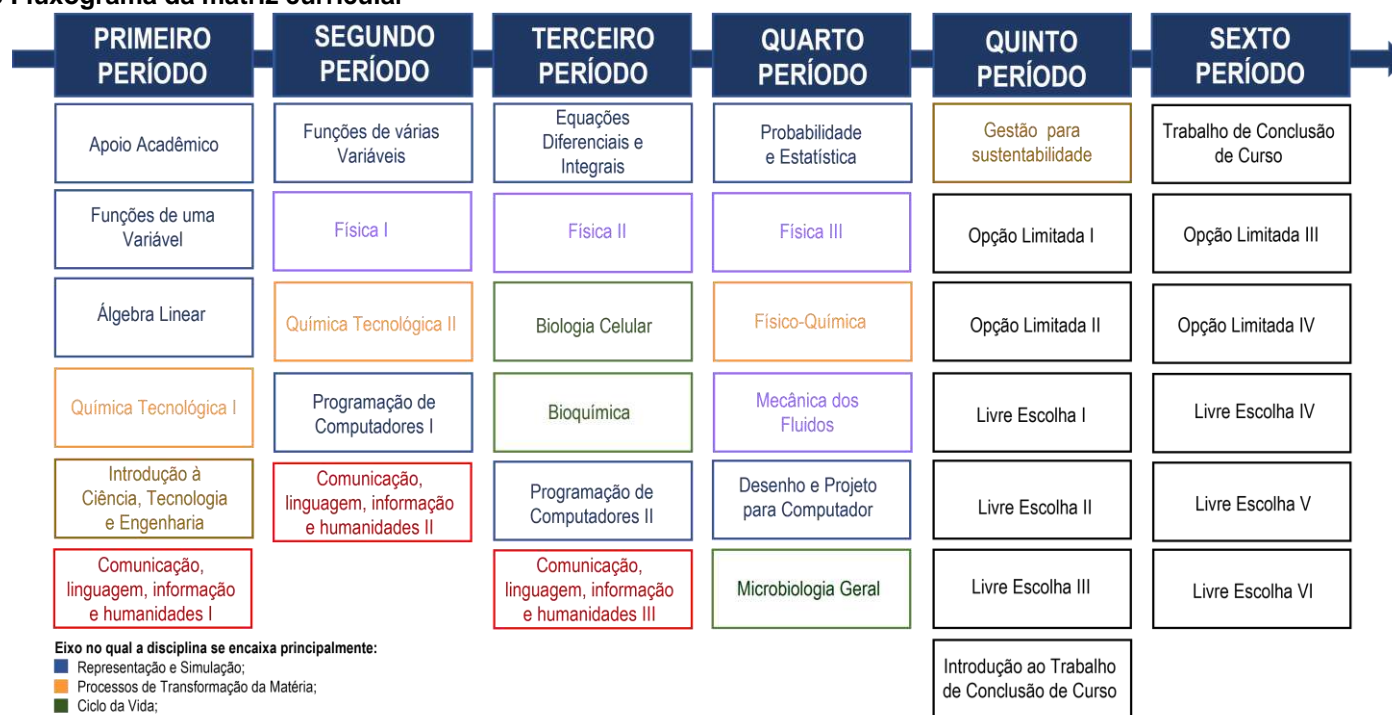 Fluxograma da matriz curricular
PRIMEIRO
PERÍODO
SEGUNDO
PERÍODO
TERCEIRO
PERÍODO
QUARTO
PERÍODO
QUINTO
PERÍODO
SEXTO
PERÍODO
Apoio Acadêmico
Funções de várias
Variáveis
Equações
Diferenciais e
Integrais
Probabilidade
e Estatística
Gestão para
sustentabilidade
Trabalho de Conclusão
de Curso
Funções de uma
Variável
Física I
Física II
Física III
Opção Limitada I
Opção Limitada III
Álgebra Linear
Química Tecnológica II
Biologia Celular
Físico-Química
Opção Limitada II
Opção Limitada IV
Química Tecnológica I
Programação de
Computadores I
Bioquímica
Mecânica dos
Fluidos
Livre Escolha I
Livre Escolha IV
Introdução à
Ciência, Tecnologia
e Engenharia
Comunicação,
linguagem, informação
e humanidades II
Programação de
Computadores II
Desenho e Projeto
para Computador
Livre Escolha II
Livre Escolha V
Comunicação,
linguagem, informação
e humanidades I
Comunicação,
linguagem, informação
e humanidades III
Microbiologia Geral
Livre Escolha III
Livre Escolha VI
Introdução ao Trabalho
de Conclusão de Curso
Eixo no qual a disciplina se encaixa principalmente:
Representação e Simulação;
Processos de Transformação da Matéria;
Ciclo da Vida;